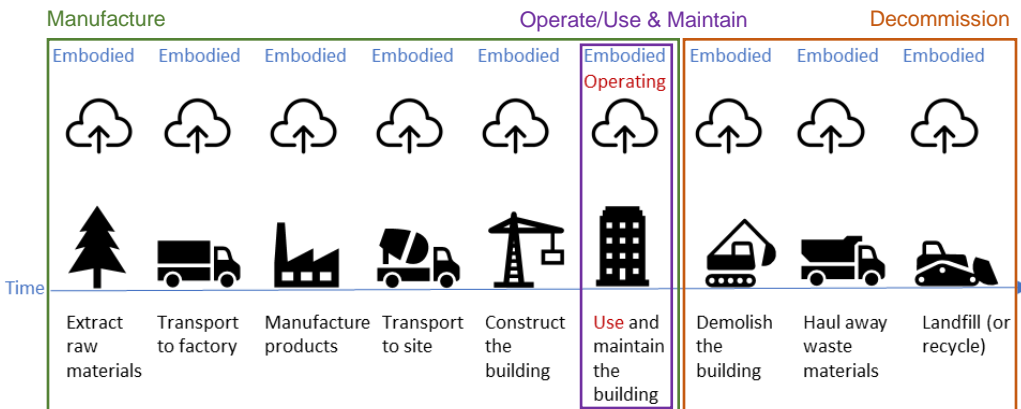 Manufacture
Operate/Use & Maintain
Decommission
Embodied
Embodied
Embodied
Embodied
Embodied
Embodied
Operating
Embodied
Embodied
Embodied
Time
Extract
raw
materials
Transport
to factory
Manufacture
products
Transport
to site
Construct
the
building
Use and
maintain
the
building
Demolish
the
building
Haul away
waste
materials
Landfill (or
recycle)